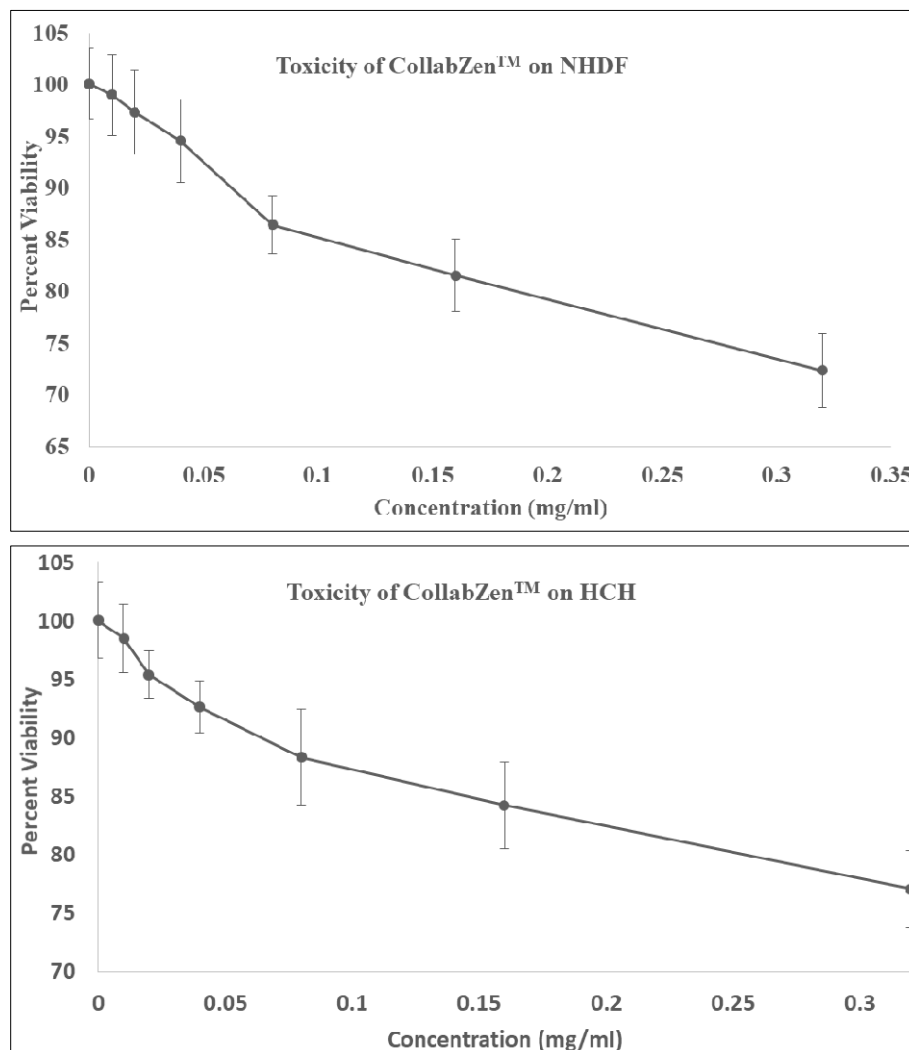 Toxicity of CollabZen™ on NHDF
Percent Viability
105
100
95
90
85
80
75
70
65
0 0.05 0.1 0.15 0.2 0.25 0.3 0.35
Concentration (mg/ml)
Toxicity of CollabZen™ on HCH
Percent Viability
105
100
95
90
85
80
75
70
0 0.05 0.1 0.15 0.2 0.25 0.3
Concentration (mg/ml)